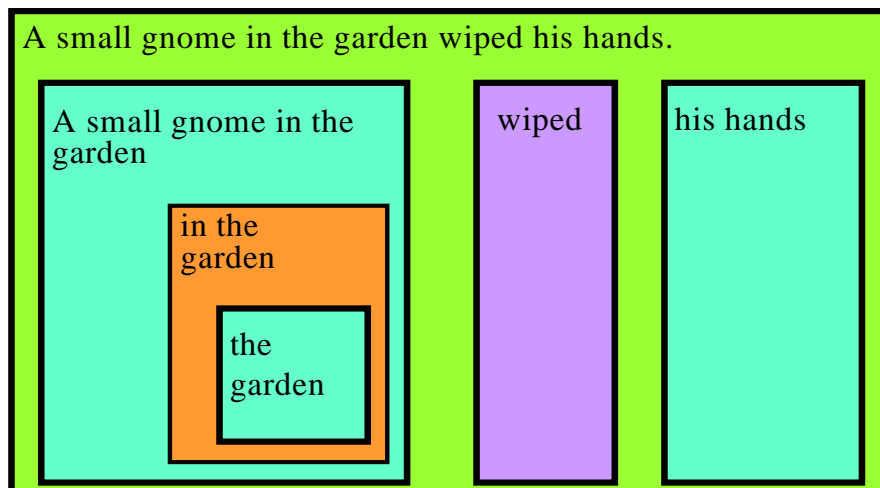 A small gnome in the garden wiped his hands.
A small gnome in the
garden
in the
garden
the
garden
wiped
his hands